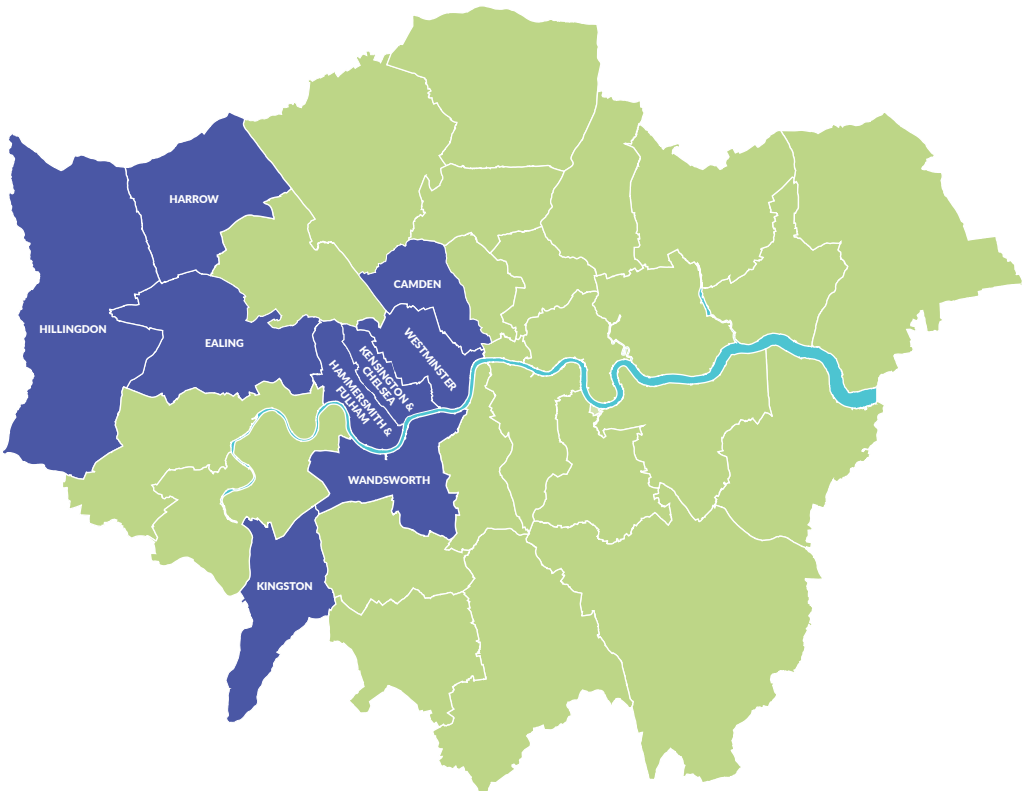 HARROW
CAMDEN
HILLINGDON
EALING
WESTMINSTER
KENSINGTON &
CHELSEA
HAMMERSMITH &
FULHAM
WANDSWORTH
KINGSTON